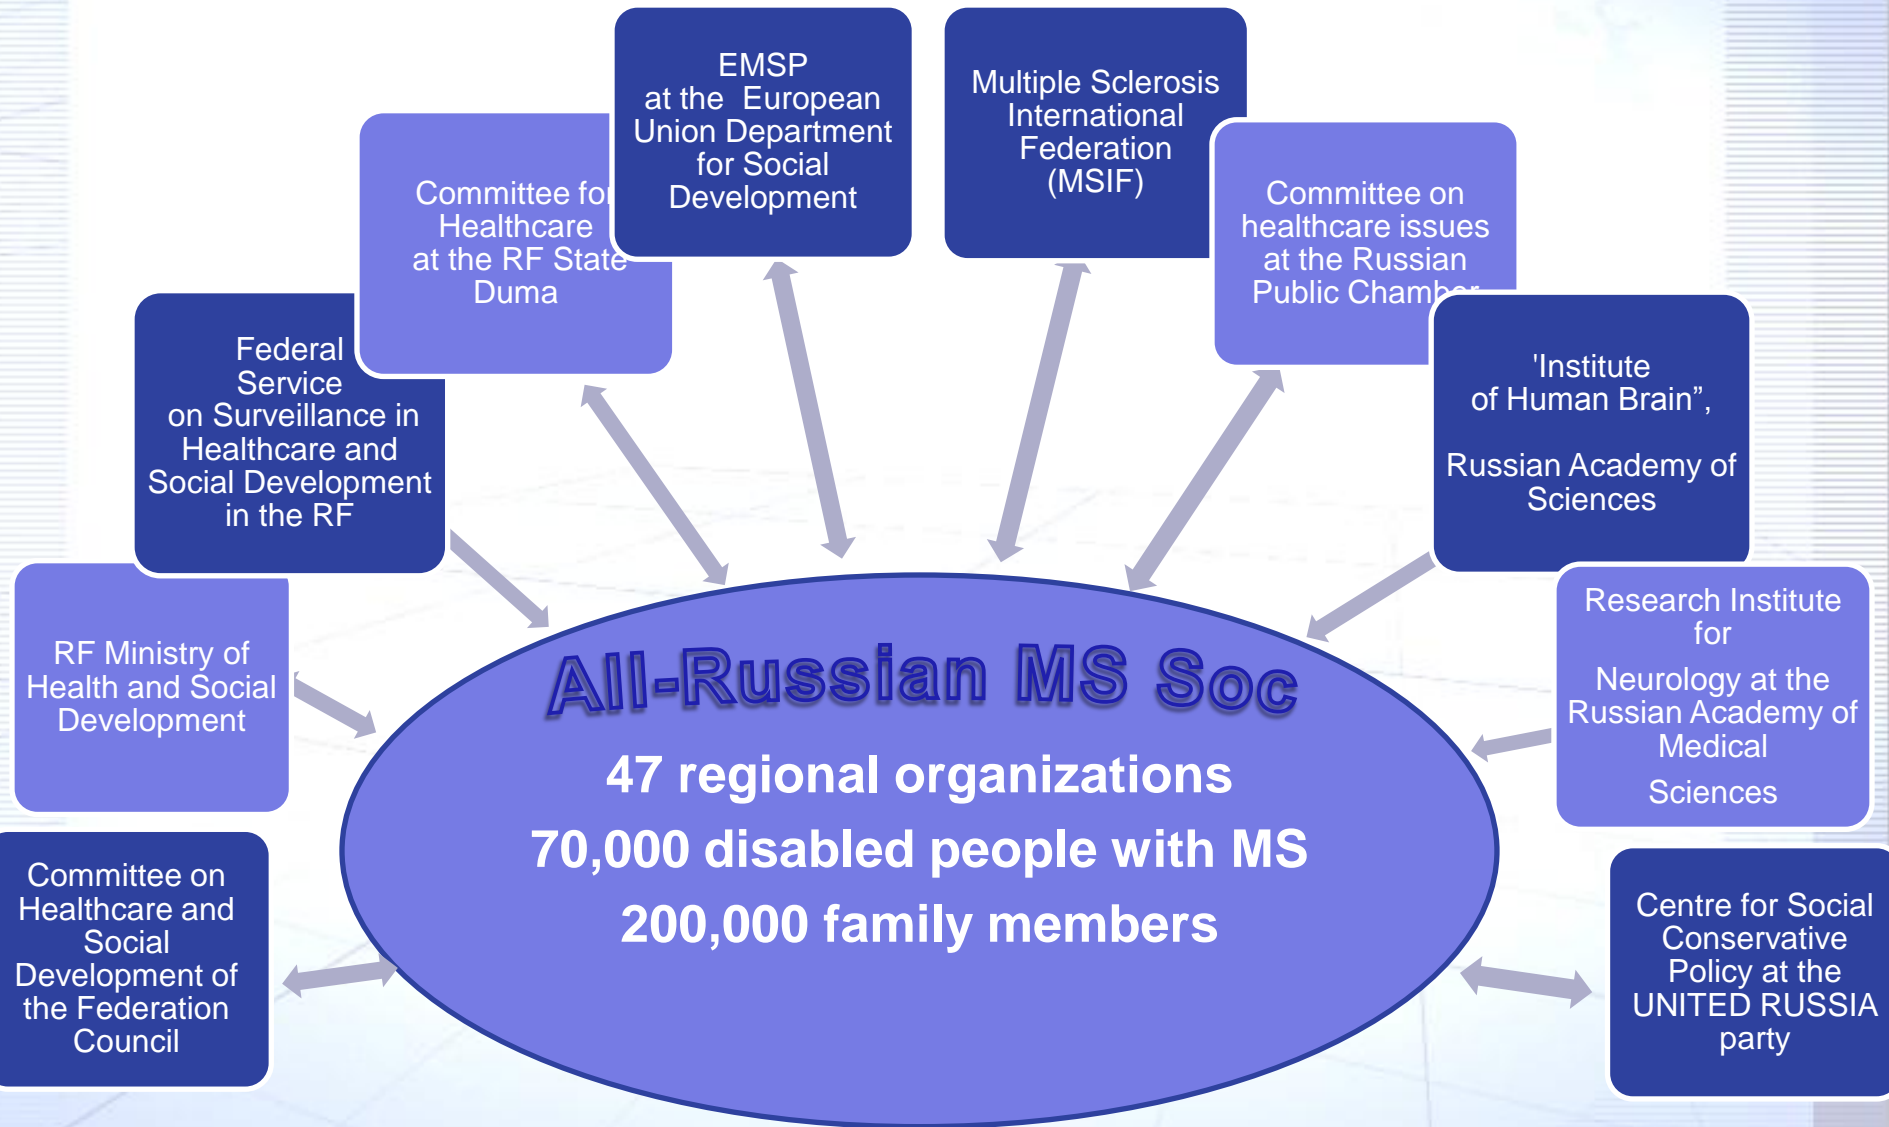 EMSP
at the  European
Union Department
for Social
Development
Multiple Sclerosis
International
Federation
(MSIF)
Committee for
Healthcare
at the RF State
Duma
Committee on
healthcare issues
at the Russian
Public Chamber
Federal
Service
on Surveillance in
Healthcare and
Social Development
in the RF
'Institute
of Human Brain”,
Russian Academy of
Sciences
RF Ministry of
Health and Social
Development
Research Institute
for
Neurology at the
Russian Academy of
Medical
Sciences
Committee on
Healthcare and
Social
Development of
the Federation
Council
Centre for Social
Conservative
Policy at the
UNITED RUSSIA
party
All-Russian MS Soc
47 regional organizations
70,000 disabled people with MS
200,000 family members